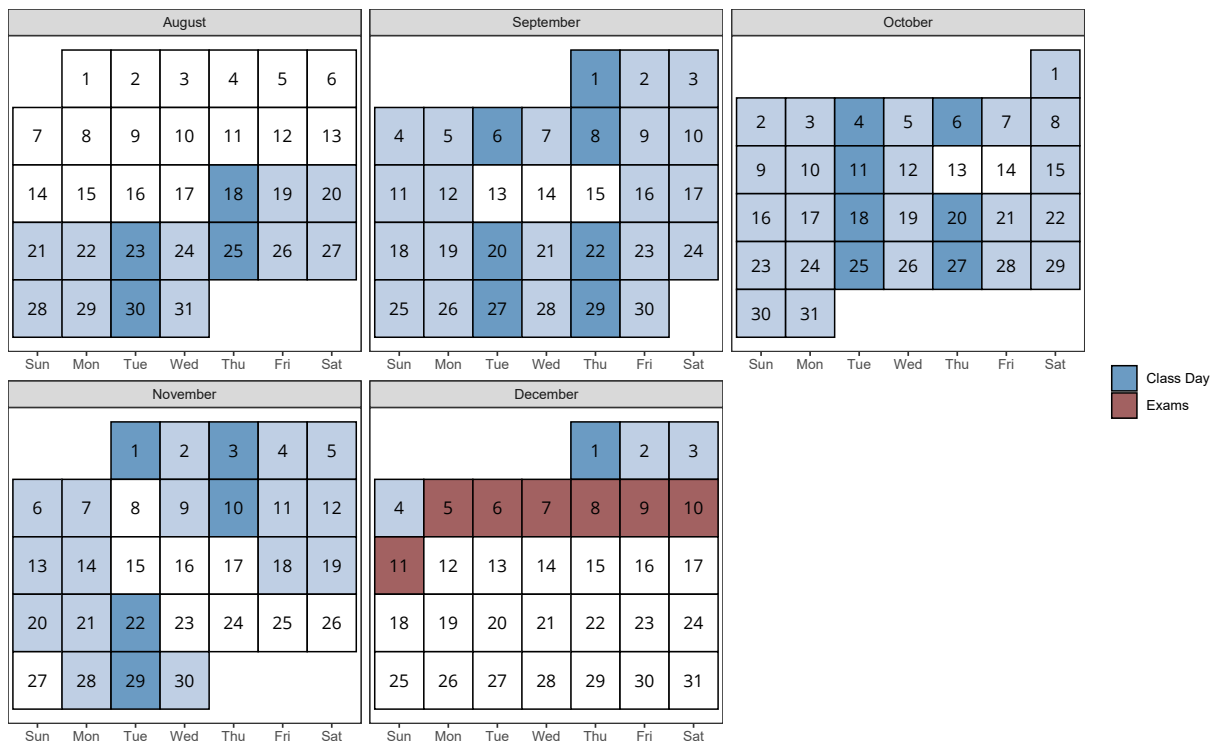 August
1 2 3 4 5 6
7 8 9 10 11 12 13
14 15 16 17 18 19 20
21 22 23 24 25 26 27
28 29 30 31
Sun Mon Tue Wed Thu Fri Sat
September
1 2 3
4 5 6 7 8 9 10
11 12 13 14 15 16 17
18 19 20 21 22 23 24
25 26 27 28 29 30
Sun Mon Tue Wed Thu Fri Sat
October
1
2 3 4 5 6 7 8
9 10 11 12 13 14 15
16 17 18 19 20 21 22
23 24 25 26 27 28 29
30 31
Sun Mon Tue Wed Thu Fri Sat
November
1 2 3 4 5
6 7 8 9 10 11 12
13 14 15 16 17 18 19
20 21 22 23 24 25 26
27 28 29 30
Sun Mon Tue Wed Thu Fri Sat
December
1 2 3
4 5 6 7 8 9 10
11 12 13 14 15 16 17
18 19 20 21 22 23 24
25 26 27 28 29 30 31
Sun Mon Tue Wed Thu Fri Sat
Class Day
Exams